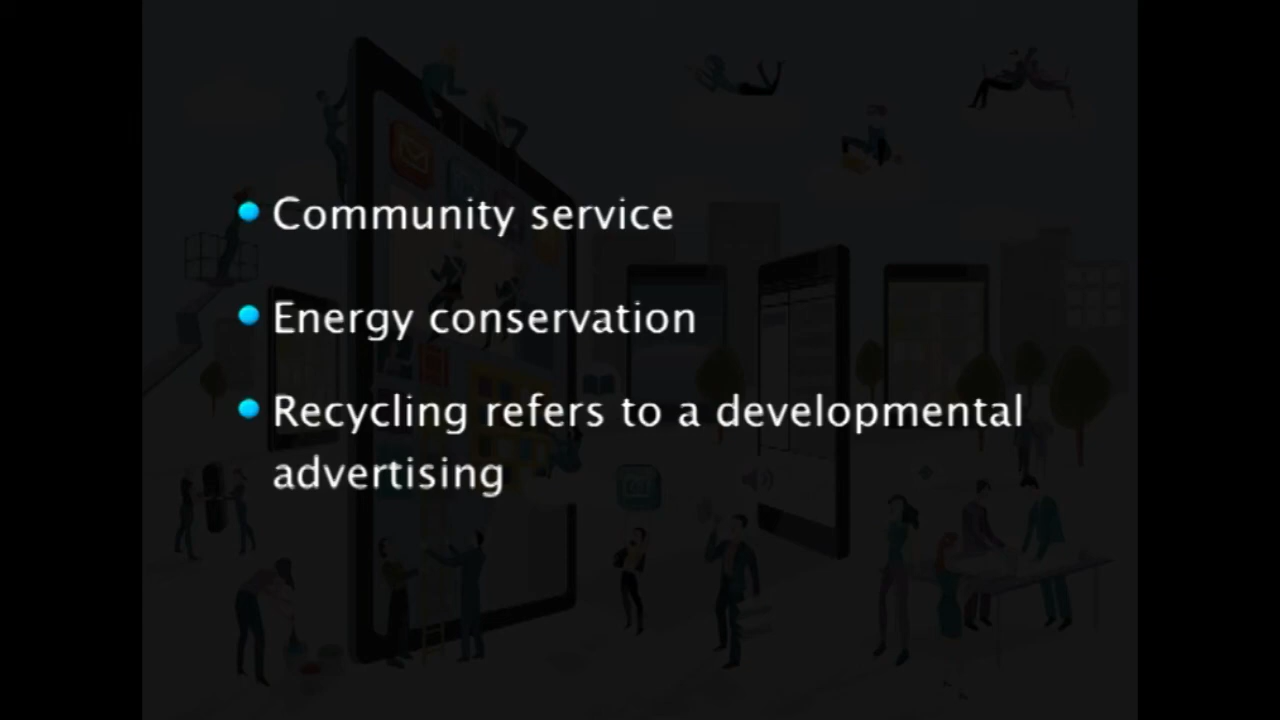 Community service
Energy conservation
Recycling refers to a developmental
advertising